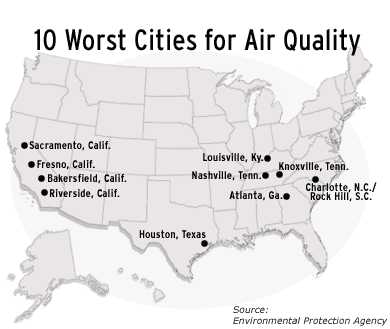 10 Worst Cities for Air Quality
Sacramento, Calif.
Fresno, Calif.
Bakersfield, Calif.
Riverside, Calif.
Louisville, Ky.
Knoxville, Tenn.
Nashville, Tenn.
Charlotte, N.C./
Rock Hill, S.C.
Atlanta, Ga.
Houston, Texas
Source:
Environmental Protection Agency